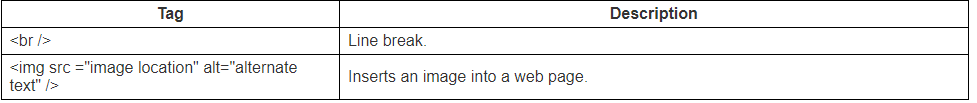 Tag Description
<br /> Line break.
<img src ="image location" alt="alternate
text" /> Inserts an image into a web page.